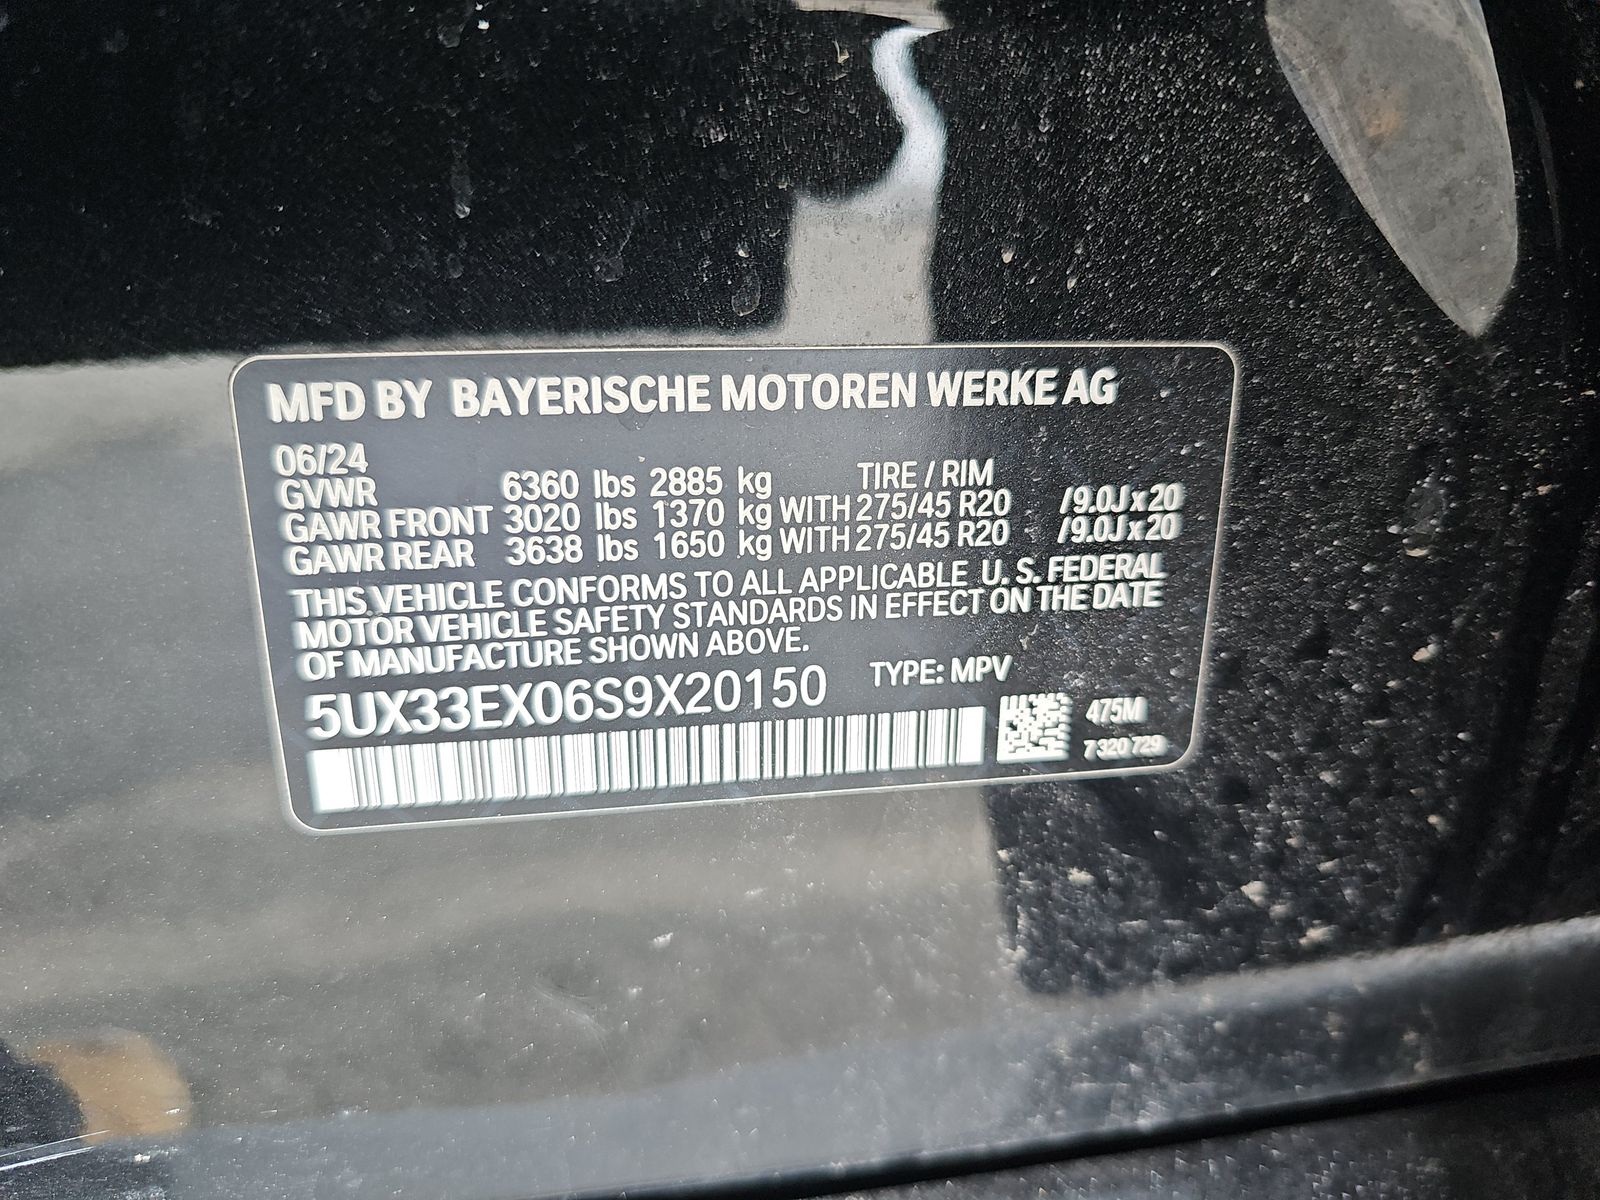 MFD BY BAYERISCHE MOTOREN WERKE AG
06/24
GVWR 6360 lbs 2885 kg TIRE / RIM
GAWR FRONT 3020 lbs 1370 kg WITH 275/45 R20 /9.0J x 20
GAWR REAR 3638 lbs 1650 kg WITH 275/45 R20 /9.0J x 20
THIS VEHICLE CONFORMS TO ALL APPLICABLE U. S. FEDERAL
MOTOR VEHICLE SAFETY STANDARDS IN EFFECT ON THE DATE
OF MANUFACTURE SHOWN ABOVE.
5UX33EX06S9X20150 TYPE: MPV
475M
7 320 729